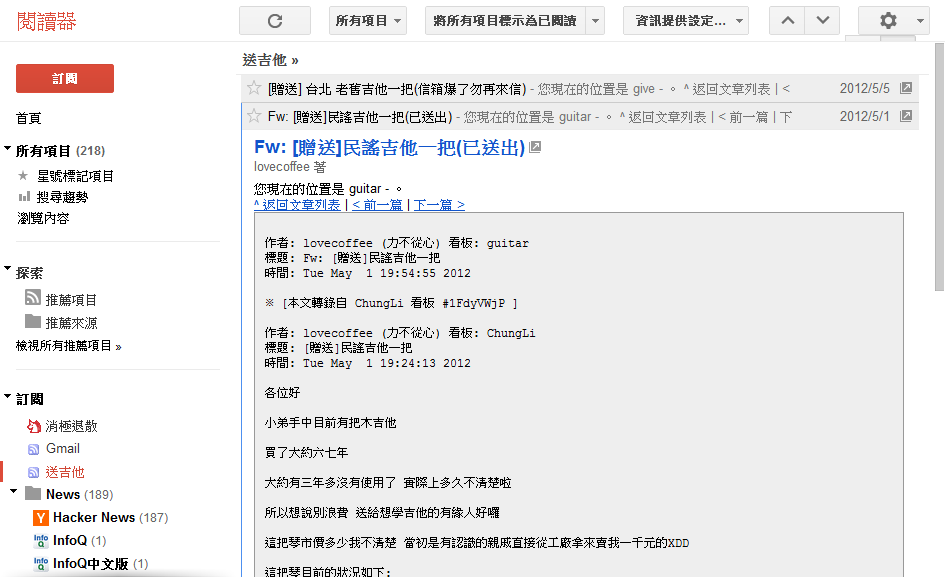 閱讀器
所有項目
將所有項目標示為已閱讀
資訊提供設定...
訂閱
首頁
所有項目 (218)
星號標記項目
搜尋趨勢
瀏覽內容
探索
推薦項目
推薦來源
檢視所有推薦項目 »
訂閱
消極退散
Gmail
送吉他
News (189)
Hacker News (187)
InfoQ (1)
InfoQ中文版 (1)
送吉他 »
[贈送] 台北 老舊吉他一把(信箱爆了勿再來信) - 您現在的位置是 give - 。 ^ 返回文章列表 | < 2012/5/5
Fw: [贈送]民謠吉他一把(已送出) - 您現在的位置是 guitar - 。 ^ 返回文章列表 | < 前一篇 | 下 2012/5/1
Fw: [贈送]民謠吉他一把(已送出)
lovecoffee 著
您現在的位置是 guitar - 。
^ 返回文章列表 | < 前一篇 | 下一篇 >
作者: lovecoffee (力不從心) 看板: guitar
標題: Fw: [贈送]民謠吉他一把
時間: Tue May  1 19:54:55 2012
※ [本文轉錄自 ChungLi 看板 #1FdyVWjP ]
作者: lovecoffee (力不從心) 看板: ChungLi
標題: [贈送]民謠吉他一把
時間: Tue May  1 19:24:13 2012
各位好
小弟手中目前有把木吉他
買了大約六七年
大約有三年多沒有使用了 實際上多久不清楚啦
所以想說別浪費 送給想學吉他的有緣人好囉
這把琴市價多少我不清楚 當初是有認識的親戚直接從工廠拿來賣我一千元的XDD
這把琴目前的狀況如下: